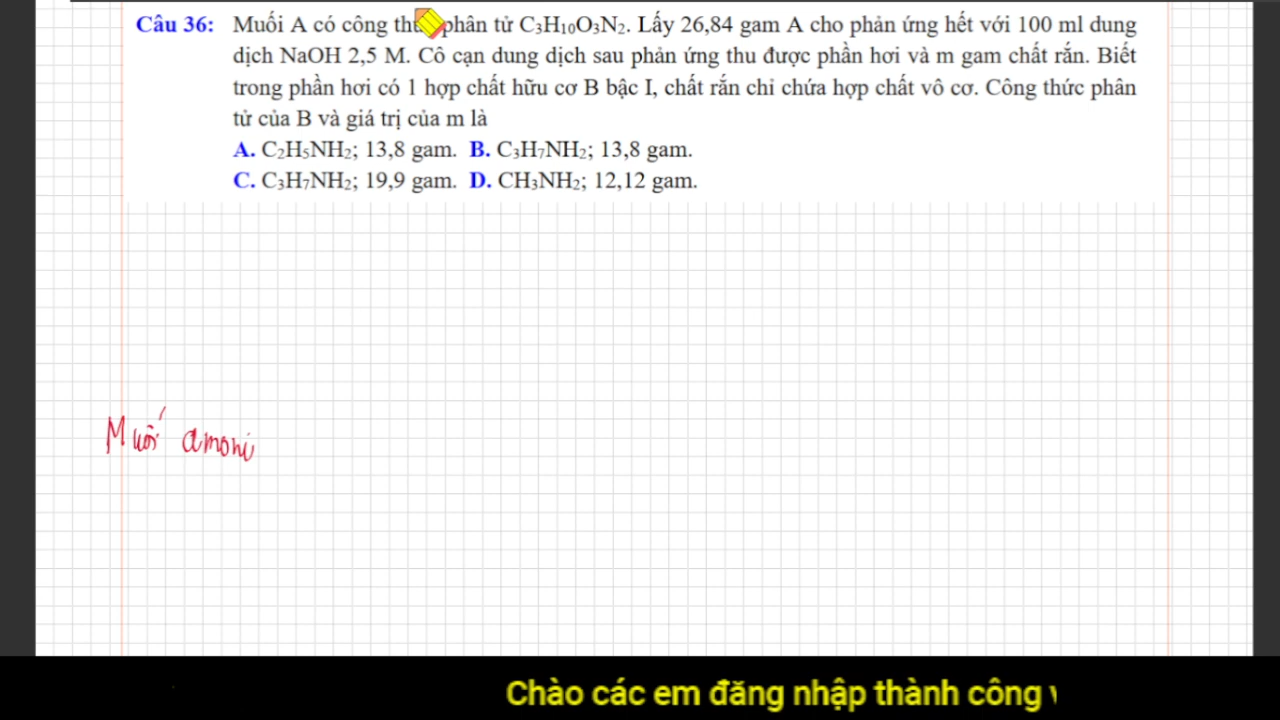 Câu 36: Muối A có công thứ phân tử C₃H₁₀O₃N₂. Lấy 26,84 gam A cho phản ứng hết với 100 ml dung
dịch NaOH 2,5 M. Cô cạn dung dịch sau phản ứng thu được phần hơi và m gam chất rắn. Biết
trong phần hơi có 1 hợp chất hữu cơ B bậc I, chất rắn chỉ chứa hợp chất vô cơ. Công thức phân
tử của B và giá trị của m là
A. C₂H₅NH₂; 13,8 gam. B. C₃H₇NH₂; 13,8 gam.
C. C₃H₇NH₂; 19,9 gam. D. CH₃NH₂; 12,12 gam.
Muối amoni
Chào các em đăng nhập thành công